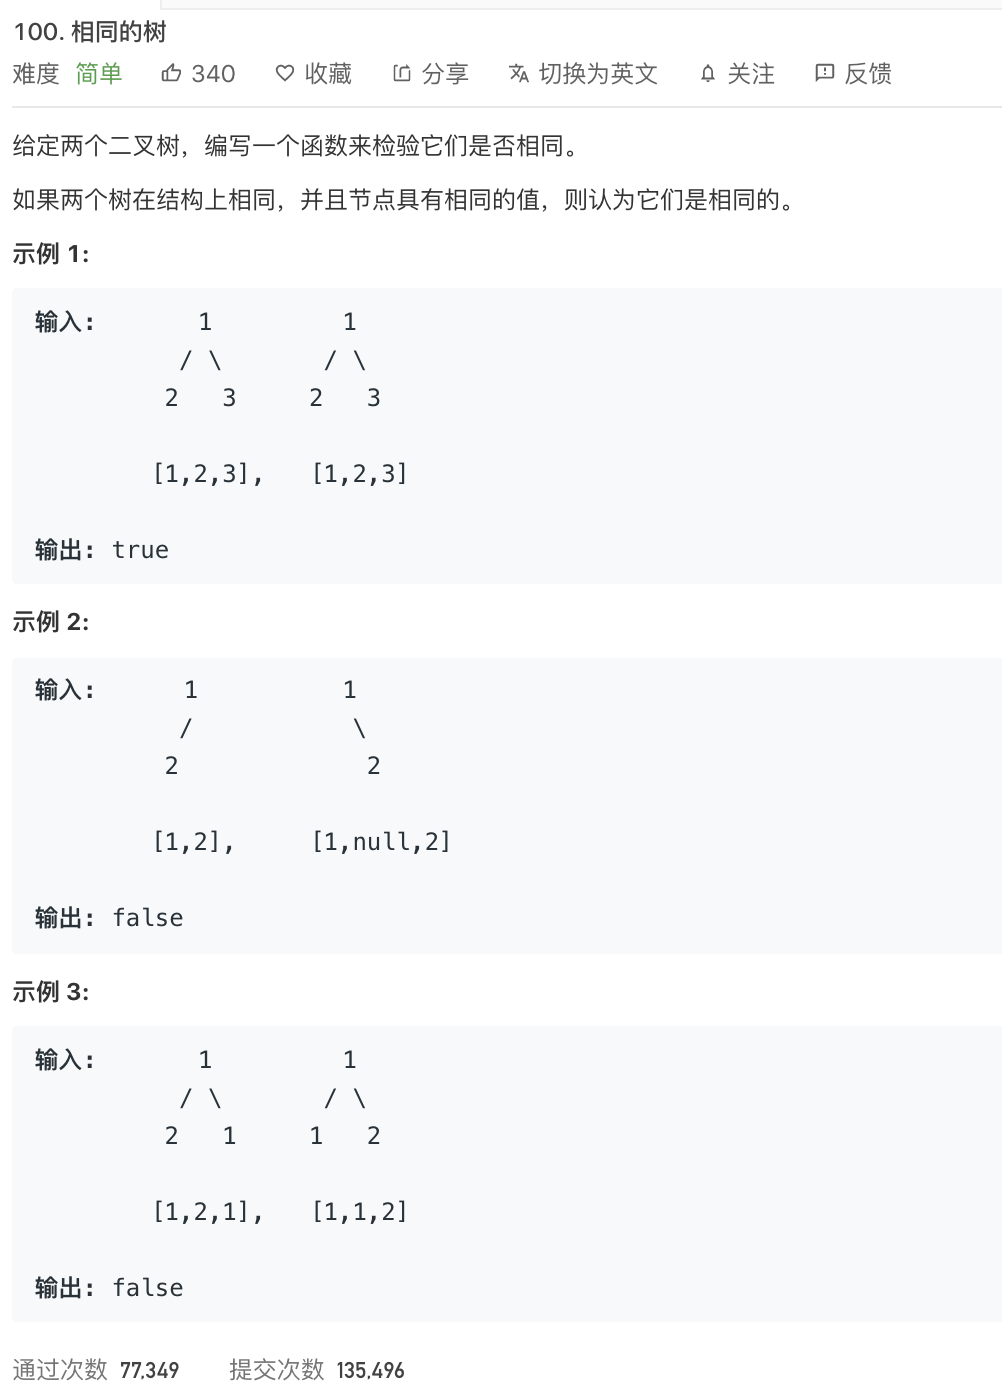 100. 相同的树
难度 简单 340 收藏 分享 切换为英文 关注 反馈
给定两个二叉树，编写一个函数来检验它们是否相同。
如果两个树在结构上相同，并且节点具有相同的值，则认为它们是相同的。
示例 1:
输入: 1 1
/ \ / \
2 3 2 3
[1,2,3], [1,2,3]
输出: true
示例 2:
输入: 1 1
/ \
2 2
[1,2], [1,null,2]
输出: false
示例 3:
输入: 1 1
/ \ / \
2 1 1 2
[1,2,1], [1,1,2]
输出: false
通过次数 77,349 提交次数 135,496